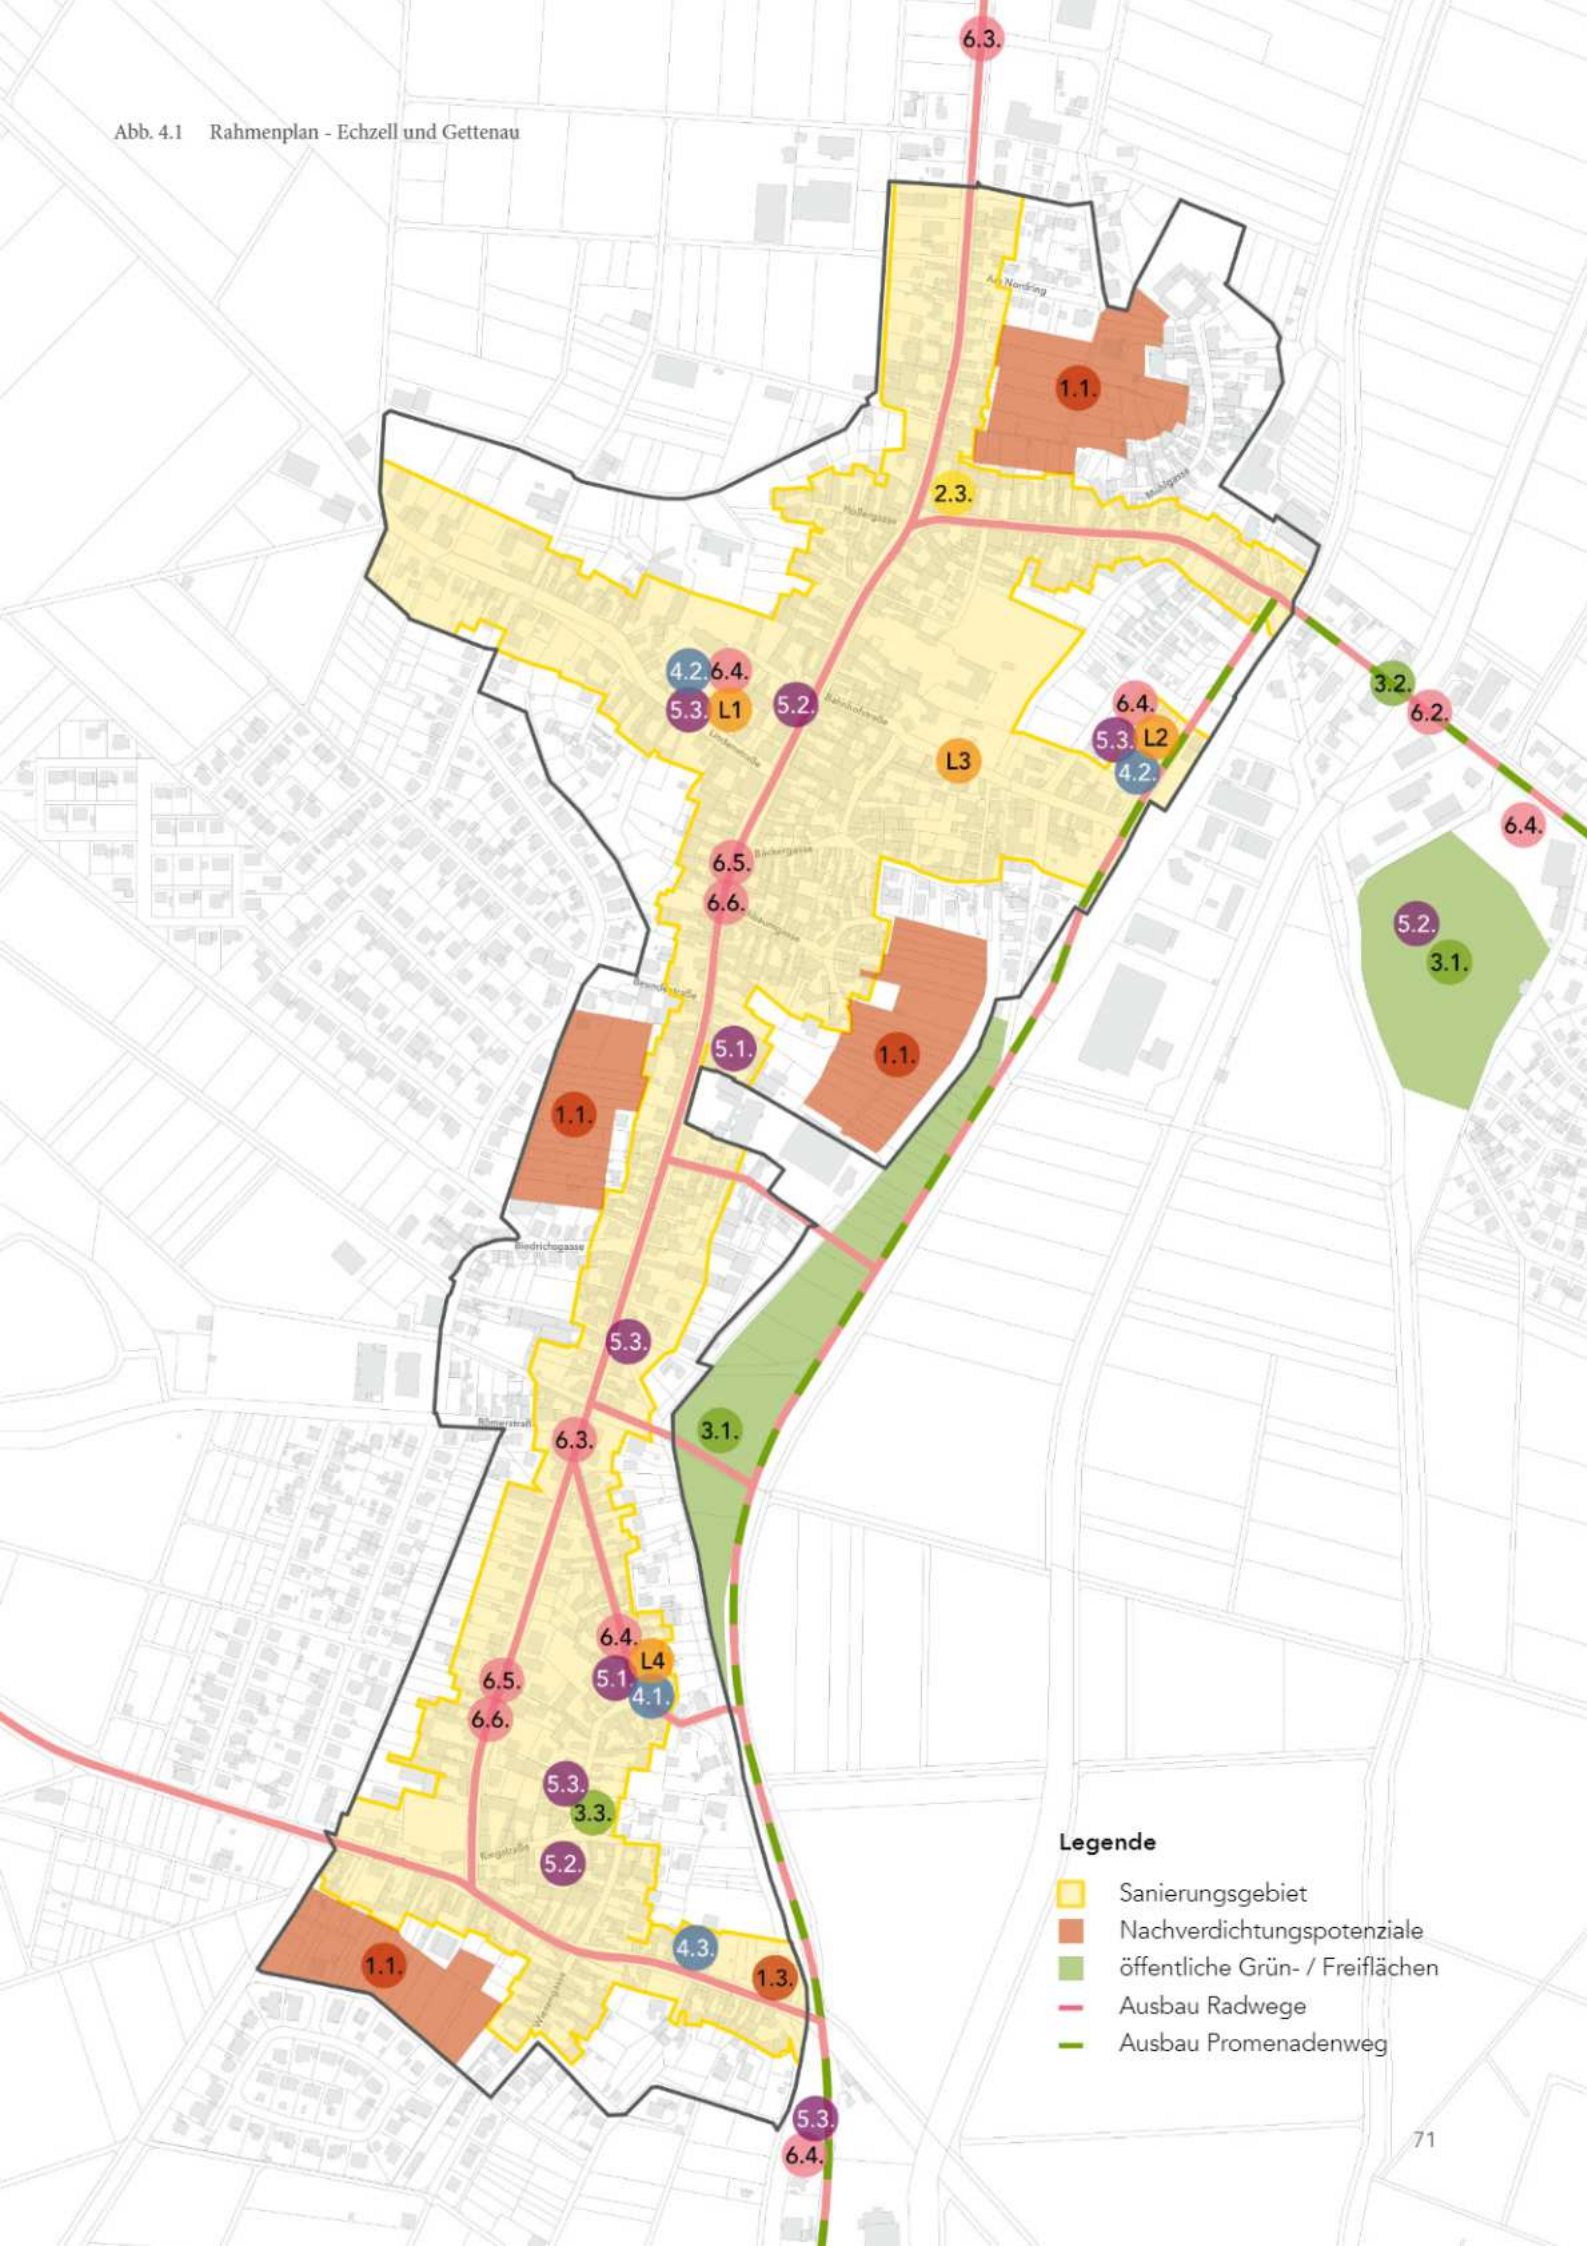 6.3.
Abb. 4.1 Rahmenplan - Echzell und Gettenau
Am Nordring
1.1.
Mühlgasse
2.3.
Hollergasse
4.2. 6.4.
5.3. L1
5.2.
Bahnhofstraße
Lindenstraße
3.2.
6.2.
6.4.
5.3. L2
4.2.
L3
6.4.
6.5.
Bäckergasse
6.6.
5.2.
3.1.
5.1.
1.1.
1.1.
Biedrichsgasse
5.3.
Römerstraß
6.3.
3.1.
6.4.
L4
5.1.
4.1.
6.5.
6.6.
5.3.
3.3.
Ringstraße
5.2.
Legende
Sanierungsgebiet
Nachverdichtungspotenziale
öffentliche Grün- / Freiflächen
Ausbau Radwege
Ausbau Promenadenweg
4.3.
1.1.
1.3.
5.3.
6.4.
71